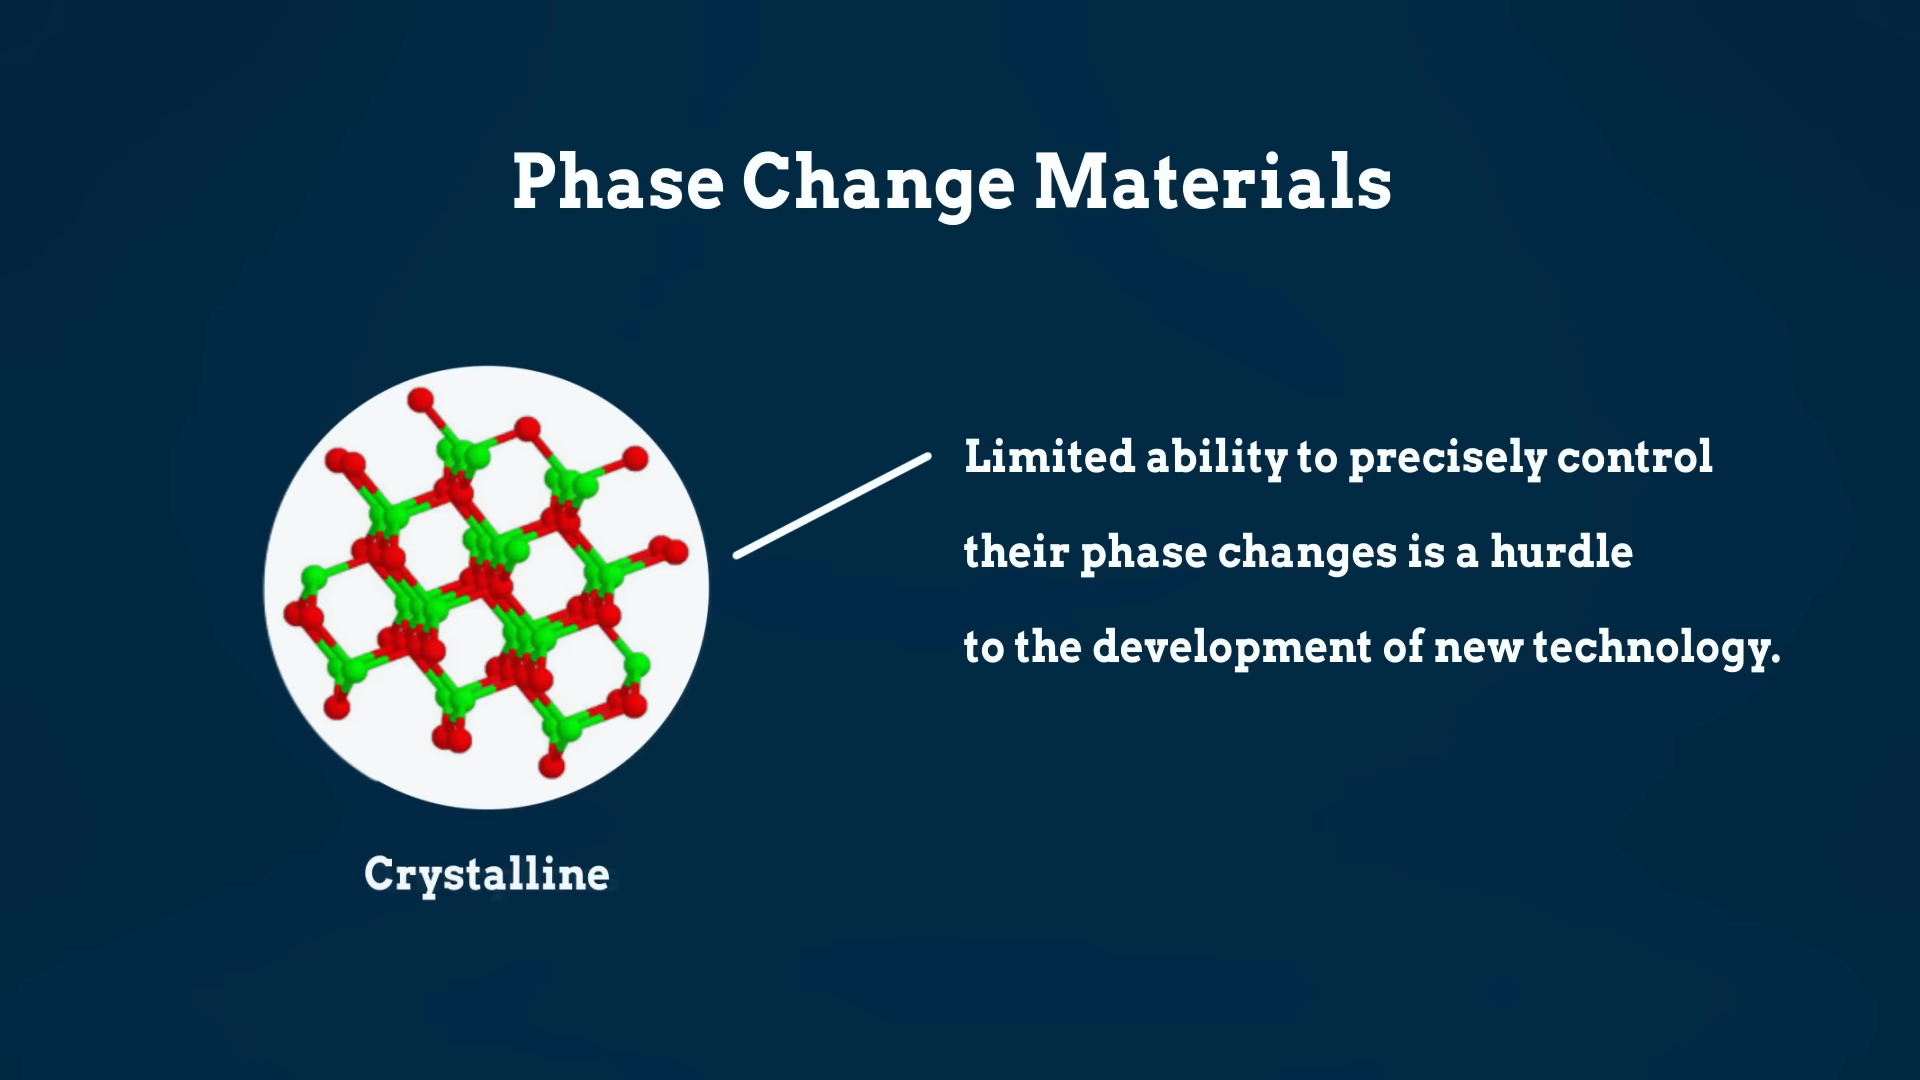 Phase Change Materials
Limited ability to precisely control
their phase changes is a hurdle
to the development of new technology.
Crystalline